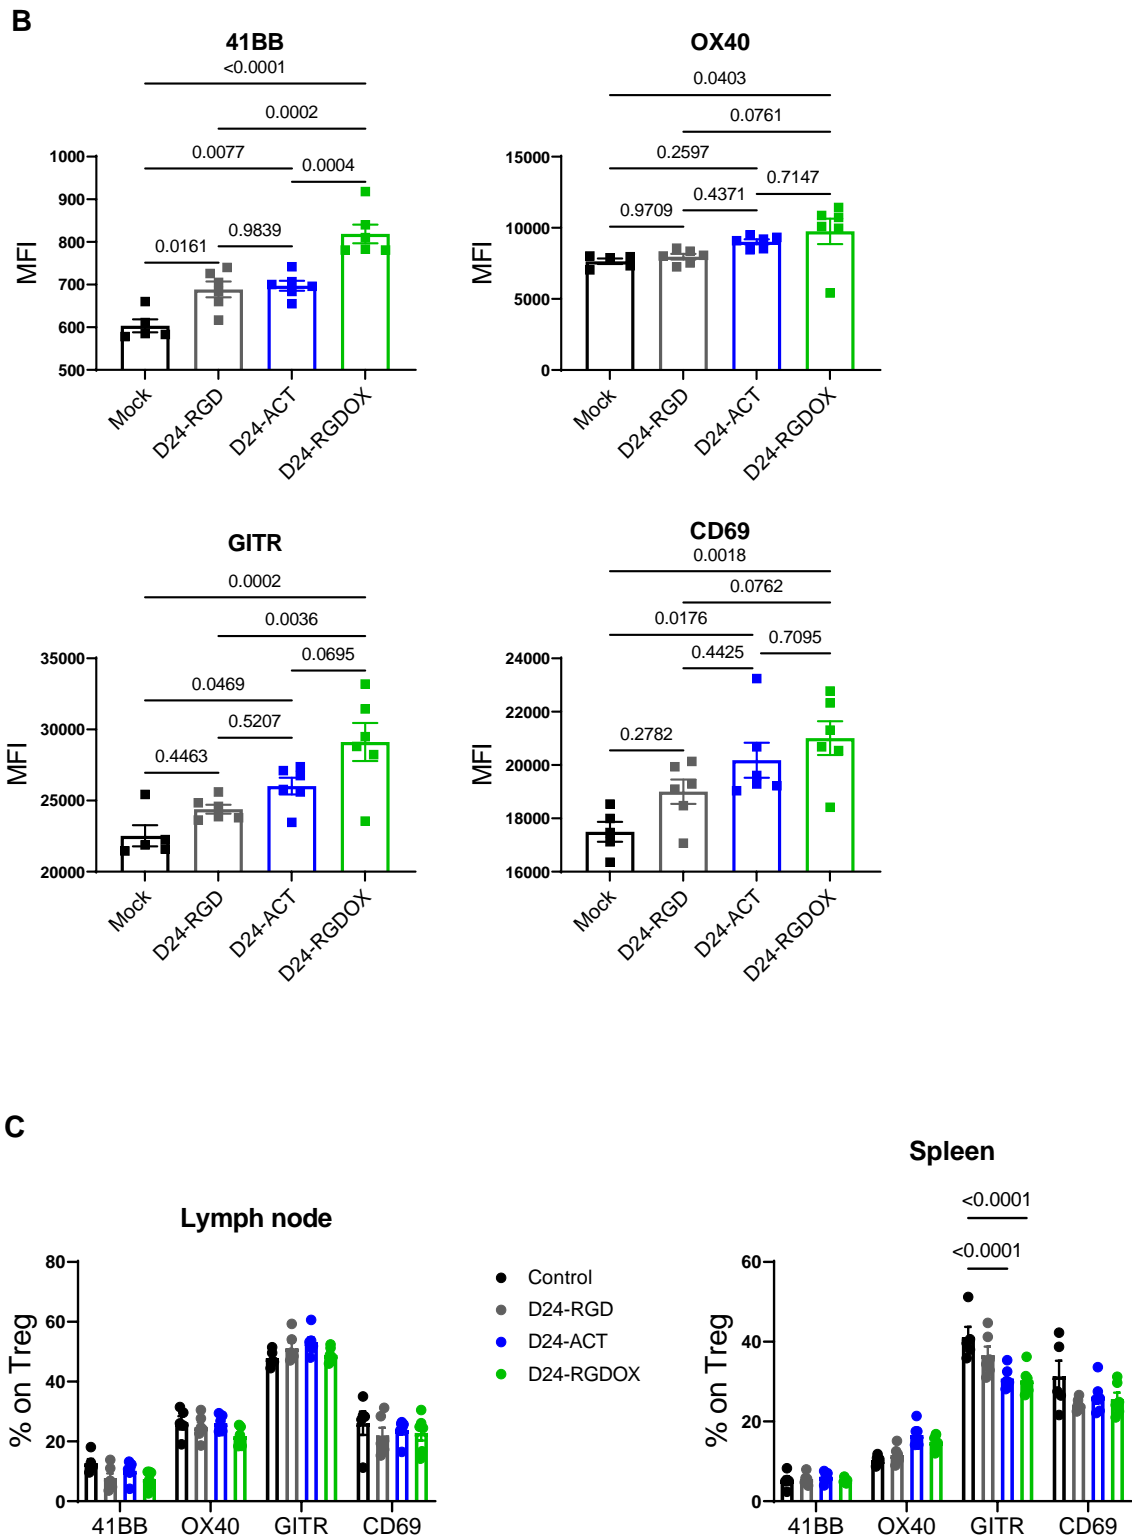 B
41BB
<0.0001
0.0002
0.0077
0.0004
0.0161
0.9839
1000
900
800
700
600
500
MFI
Mock
D24-RGD
D24-ACT
D24-RGDOX
OX40
0.0403
0.0761
0.2597
0.7147
0.4371
0.9709
15000
10000
5000
0
MFI
Mock
D24-RGD
D24-ACT
D24-RGDOX
GITR
0.0002
0.0036
0.0695
0.0469
0.5207
0.4463
35000
30000
25000
20000
MFI
Mock
D24-RGD
D24-ACT
D24-RGDOX
CD69
0.0018
0.0762
0.0176
0.7095
0.4425
0.2782
24000
22000
20000
18000
16000
MFI
Mock
D24-RGD
D24-ACT
D24-RGDOX
C
Lymph node
80
60
40
20
0
% on Treg
41BB OX40 GITR CD69
Control
D24-RGD
D24-ACT
D24-RGDOX
Spleen
<0.0001
<0.0001
60
40
20
0
% on Treg
41BB OX40 GITR CD69